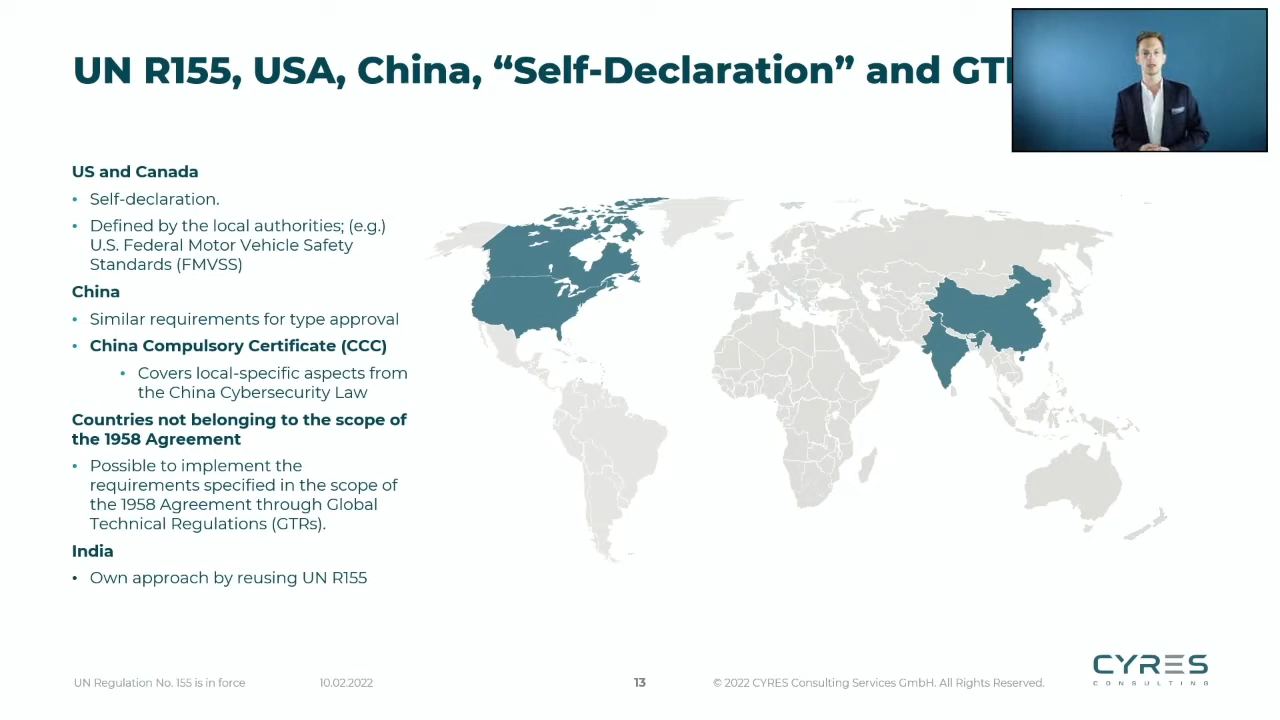 UN R155, USA, China, “Self-Declaration” and
US and Canada
• Self-declaration.
• Defined by the local authorities; (e.g.)
U.S. Federal Motor Vehicle Safety
Standards (FMVSS)
China
• Similar requirements for type approval
• China Compulsory Certificate (CCC)
• Covers local-specific aspects from
the China Cybersecurity Law
Countries not belonging to the scope of
the 1958 Agreement
• Possible to implement the
requirements specified in the scope of
the 1958 Agreement through Global
Technical Regulations (GTRs).
India
• Own approach by reusing UN R155
UN Regulation No. 155 is in force
10.02.2022
13
© 2022 CYRES Consulting Services GmbH. All Rights Reserved.
CYRES
CONSULTING